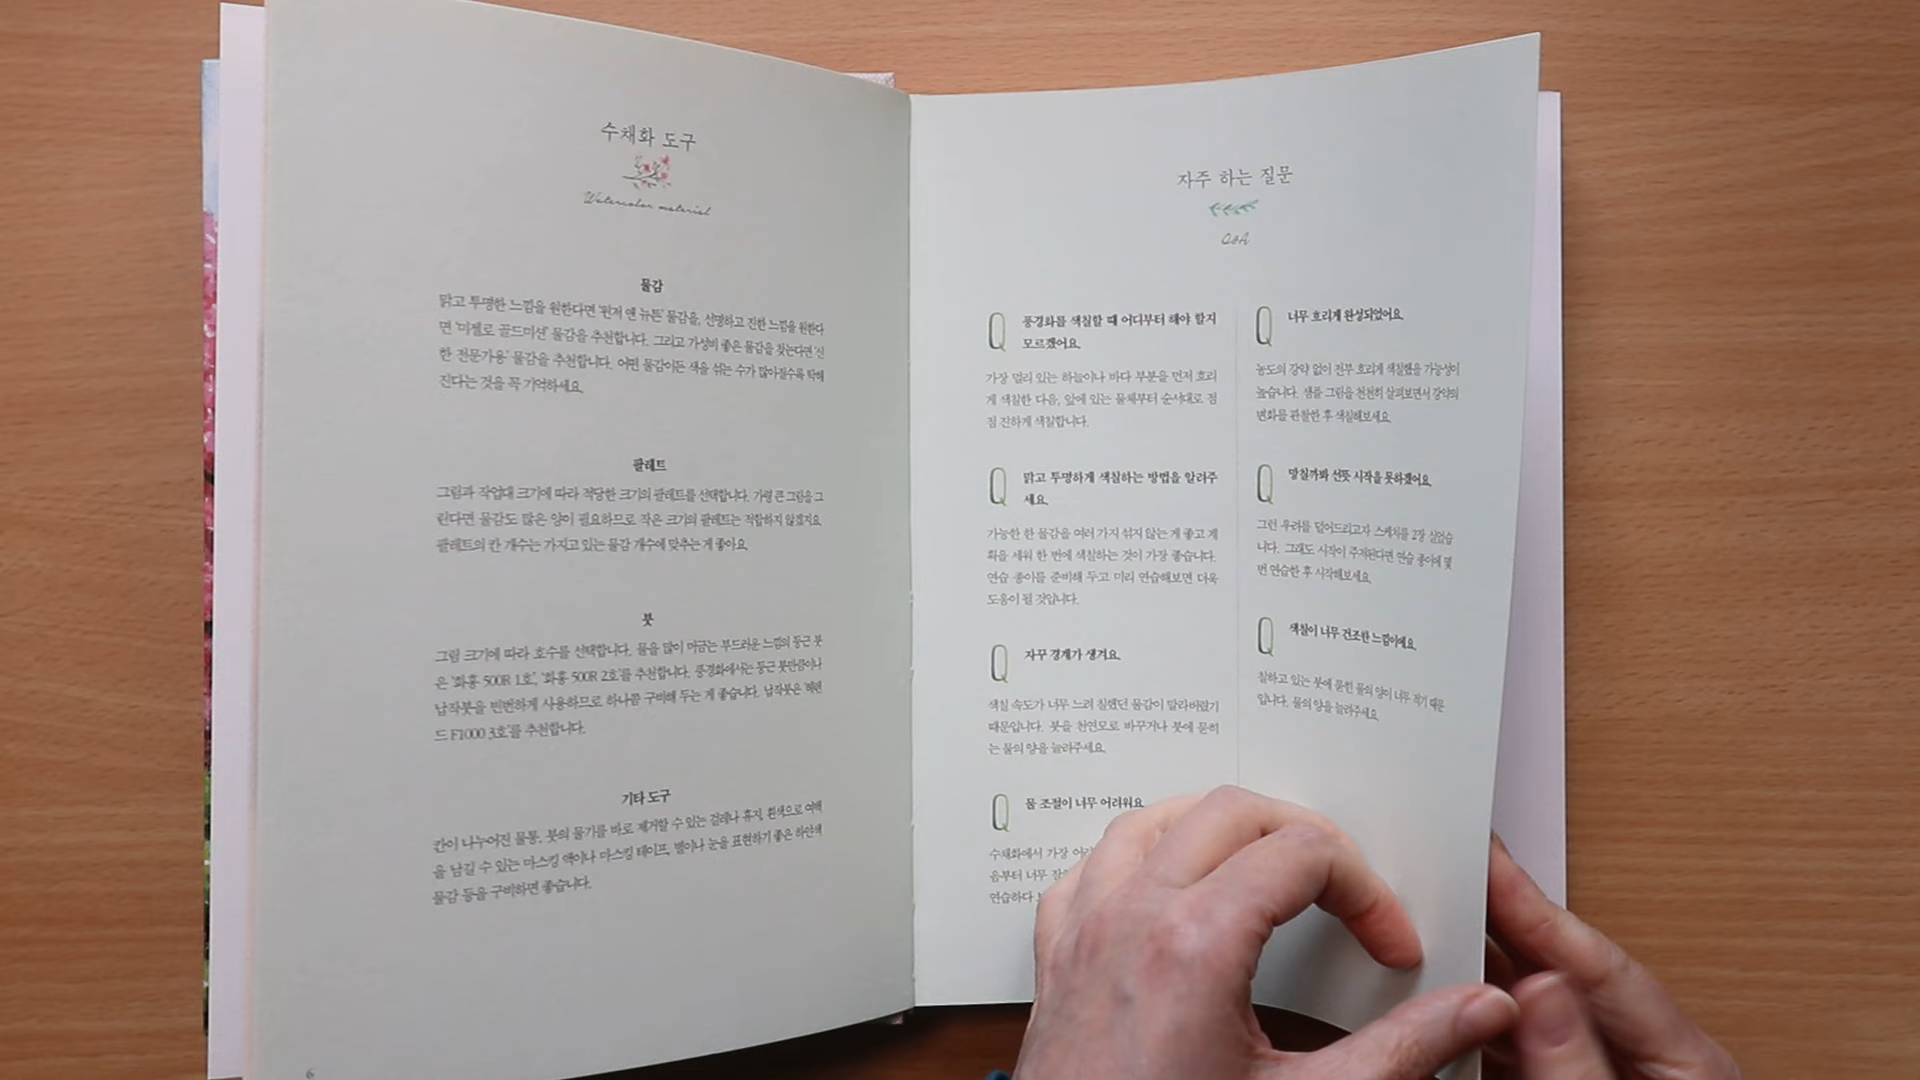 수채화 도구
Watercolor material
물감
맑고 투명한 느낌을 원한다면 '윈저 앤 뉴튼' 물감을, 선명하고 진한 느낌을 원한다
면 '미젤로 골드미션' 물감을 추천합니다. 그리고 가성비 좋은 물감을 찾는다면 '신
한 전문가용' 물감을 추천합니다. 어떤 물감이든 색을 섞는 수가 많아질수록 탁해
진다는 것을 꼭 기억하세요.
팔레트
그림과 작업대 크기에 따라 적당한 크기의 팔레트를 선택합니다. 가령 큰 그림을 그
린다면 물감도 많은 양이 필요하므로 작은 크기의 팔레트는 적합하지 않겠지요.
팔레트의 칸 개수는 가지고 있는 물감 개수에 맞추는 게 좋아요.
붓
그림 크기에 따라 호수를 선택합니다. 물을 많이 머금는 부드러운 느낌의 둥근 붓
은 '화홍 500R 1호', '화홍 500R 2호'를 추천합니다. 풍경화에서는 둥근 붓만큼이나
납작붓을 빈번하게 사용하므로 하나쯤 구비해 두는 게 좋습니다. 납작붓은 '허먼
드 F1000 3호'를 추천합니다.
기타 도구
칸이 나누어진 물통, 붓의 물기를 바로 제거할 수 있는 걸레나 휴지, 흰색으로 여백
을 남길 수 있는 마스킹 액이나 마스킹 테이프, 별이나 눈을 표현하기 좋은 하얀색
물감 등을 구비하면 좋습니다.
6
자주 하는 질문
Q&A
Q 풍경화를 색칠할 때 어디부터 해야 할지
모르겠어요.
가장 멀리 있는 하늘이나 바다 부분을 먼저 흐리
게 색칠한 다음, 앞에 있는 물체부터 순서대로 점
점 진하게 색칠합니다.
Q 맑고 투명하게 색칠하는 방법을 알려주
세요.
가능한 한 물감을 여러 가지 섞지 않는 게 좋고 계
획을 세워 한 번에 색칠하는 것이 가장 좋습니다.
연습 종이를 준비해 두고 미리 연습해보면 더욱
도움이 될 것입니다.
Q 자꾸 경계가 생겨요.
색칠 속도가 너무 느려 칠했던 물감이 말라버렸기
때문입니다. 붓을 천연모로 바꾸거나 붓에 묻히
는 물의 양을 늘려주세요.
Q 물 조절이 너무 어려워요.
수채화에서 가장
음부터 너무
연습하다
Q 너무 흐리게 완성되었어요.
농도의 강약 없이 전부 흐리게 색칠했을 가능성이
높습니다. 샘플 그림을 천천히 살펴보면서 강약의
변화를 관찰한 후 색칠해보세요.
Q 망칠까봐 선뜻 시작을 못하겠어요.
그런 우려를 덜어드리고자 스케치를 2장 실었습
니다. 그래도 시작이 주저된다면 연습 종이에 몇
번 연습한 후 시작해보세요.
Q 색칠이 너무 건조한 느낌이에요.
칠하고 있는 붓에 묻힌 물의 양이 너무 적기 때문
입니다. 물의 양을 늘려주세요.